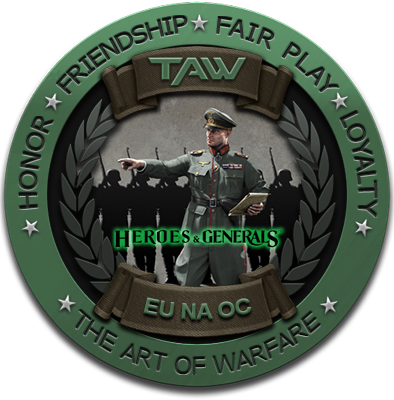 HONOR ★ FRIENDSHIP ★ FAIR PLAY ★ LOYALTY
TAW
HEROES & GENERALS
EU NA OC
THE ART OF WARFARE